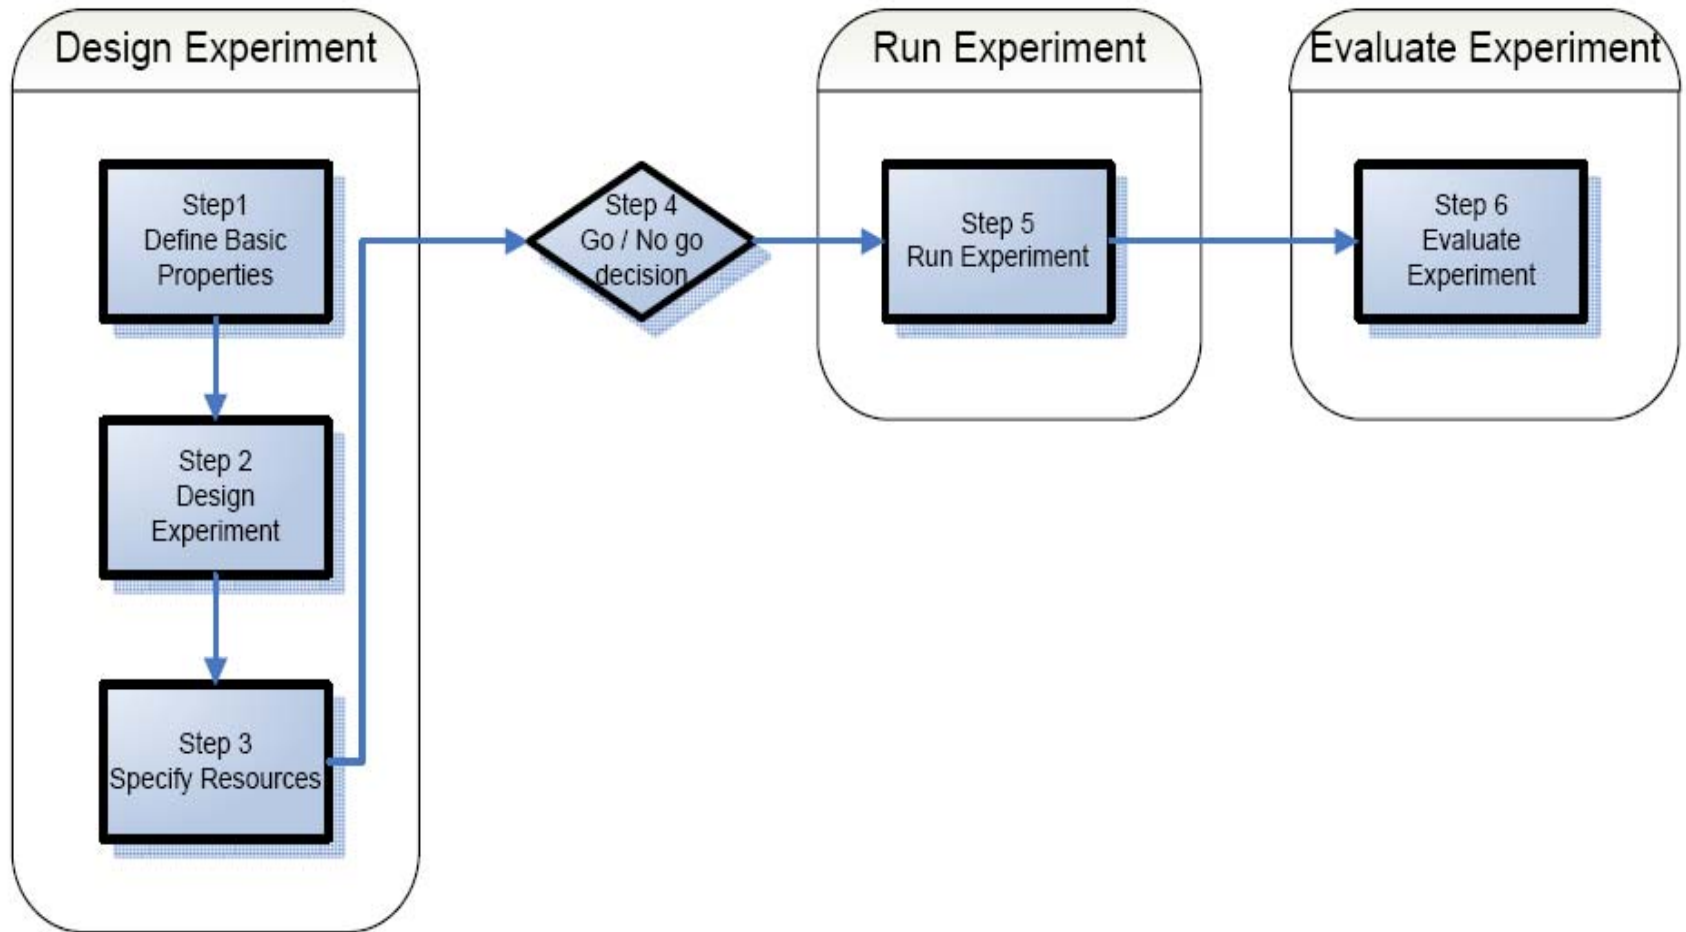 Design Experiment
Step1
Define Basic
Properties
Step 2
Design
Experiment
Step 3
Specify Resources
Step 4
Go / No go
decision
Run Experiment
Step 5
Run Experiment
Evaluate Experiment
Step 6
Evaluate
Experiment